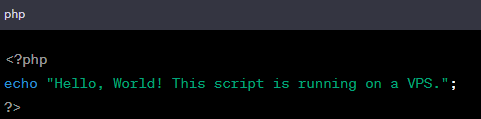 php
<?php
echo "Hello, World! This script is running on a VPS.";
?>